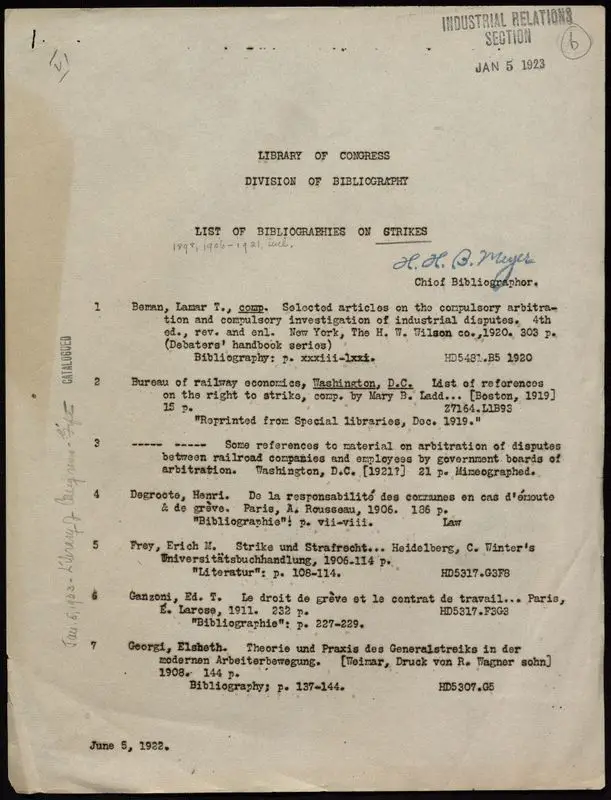 1.
INDUSTRIAL RELATIONS
SECTION
6
JAN 5 1923
LIBRARY OF CONGRESS
DIVISION OF BIBLIOGRAPHY
LIST OF BIBLIOGRAPHIES ON STRIKES
1898, 1906-1921, incl.
H. H. B. Meyer
Chief Bibliographer.
1 Beman, Lamar T., comp. Selected articles on the compulsory arbitra-
tion and compulsory investigation of industrial disputes. 4th
ed., rev. and enl. New York, The H. W. Wilson co.,1920. 303 p.
(Debaters' handbook series)
Bibliography: p. xxxiii-lxxi. HD5481.B5 1920
2 Bureau of railway economics, Washington, D.C. List of references
on the right to strike, comp. by Mary B. Ladd... [Boston, 1919]
15 p. Z7164.L1B93
"Reprinted from Special libraries, Dec. 1919."
3 ----- ----- Some references to material on arbitration of disputes
between railroad companies and employees by government boards of
arbitration. Washington, D.C. [1921?] 21 p. Mimeographed.
4 Degroote, Henri. De la responsabilité des communes en cas d'émeute
& de grève. Paris, A. Rousseau, 1906. 186 p.
"Bibliographie": p. vii-viii. Law
5 Frey, Erich M. Strike und Strafrecht... Heidelberg, C. Winter's
Universitätsbuchhandlung, 1906.114 p.
"Literatur": p. 108-114. HD5317.G3F8
6 Ganzoni, Ed. T. Le droit de grève et le contrat de travail... Paris,
E. Larose, 1911. 232 p. HD5317.F3G3
"Bibliographie": p. 227-229.
7 Georgi, Elsbeth. Theorie und Praxis des Generalstreiks in der
modernen Arbeiterbewegung. [Weimar, Druck von R. Wagner sohn]
1908. 144 p.
Bibliography; p. 137-144. HD5307.G5
June 5, 1922.
CATALOGUED
Jan. 6, 1923 - Library of Congress - Gift